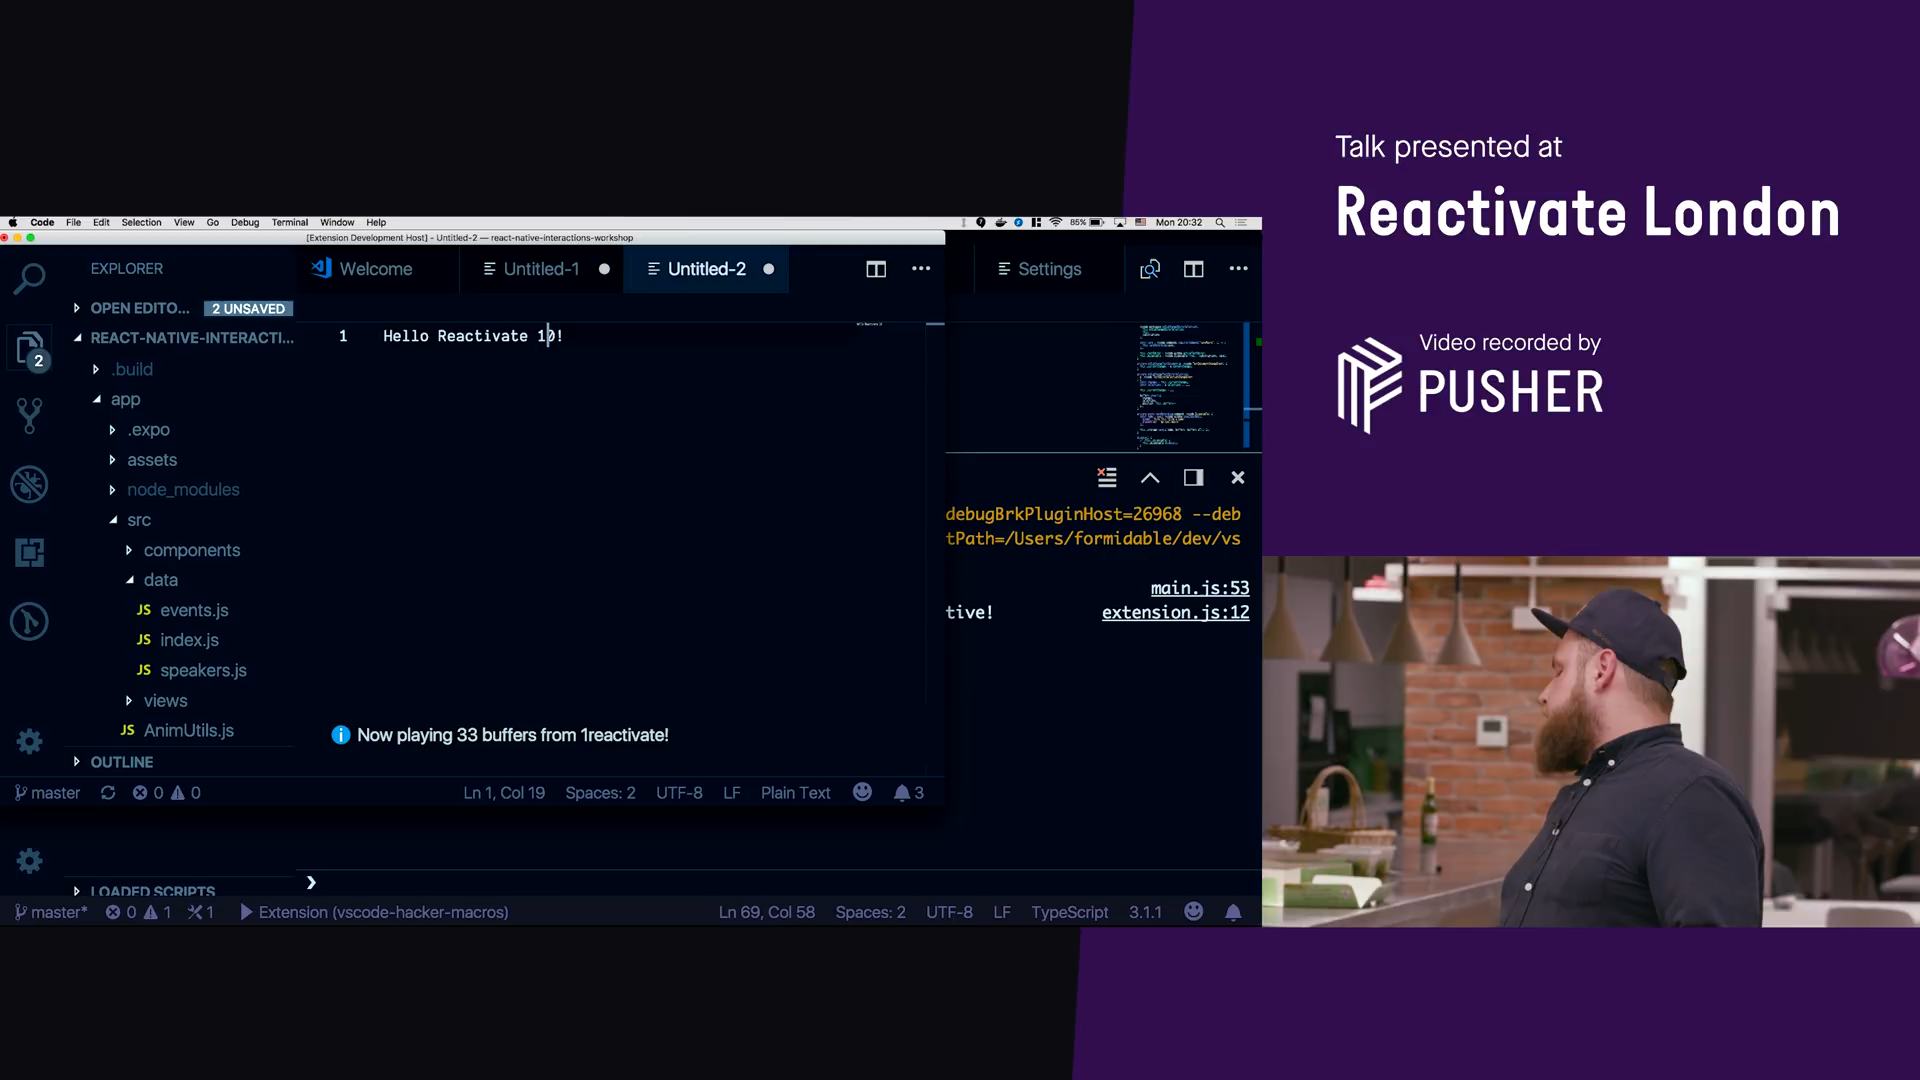 Talk presented at
Reactivate London
Video recorded by
PUSHER
Code File Edit Selection View Go Debug Terminal Window Help
85% Mon 20:32
[Extension Development Host] - Untitled-2 — react-native-interactions-workshop
EXPLORER
Welcome Untitled-1 Untitled-2 Settings
OPEN EDITO... 2 UNSAVED
REACT-NATIVE-INTERACTI...
1 Hello Reactivate 10!
2
.build
app
.expo
assets
node_modules
src
components
data
JS events.js
JS index.js
JS speakers.js
views
JS AnimUtils.js
OUTLINE
debugBrkPluginHost=26968 --deb
tPath=/Users/formidable/dev/vs
main.js:53
tive! extension.js:12
Now playing 33 buffers from 1reactivate!
master 0 0 Ln 1, Col 19 Spaces: 2 UTF-8 LF Plain Text 3
LOADED SCRIPTS
master* 0 1 1 Extension (vscode-hacker-macros) Ln 69, Col 58 Spaces: 2 UTF-8 LF TypeScript 3.1.1